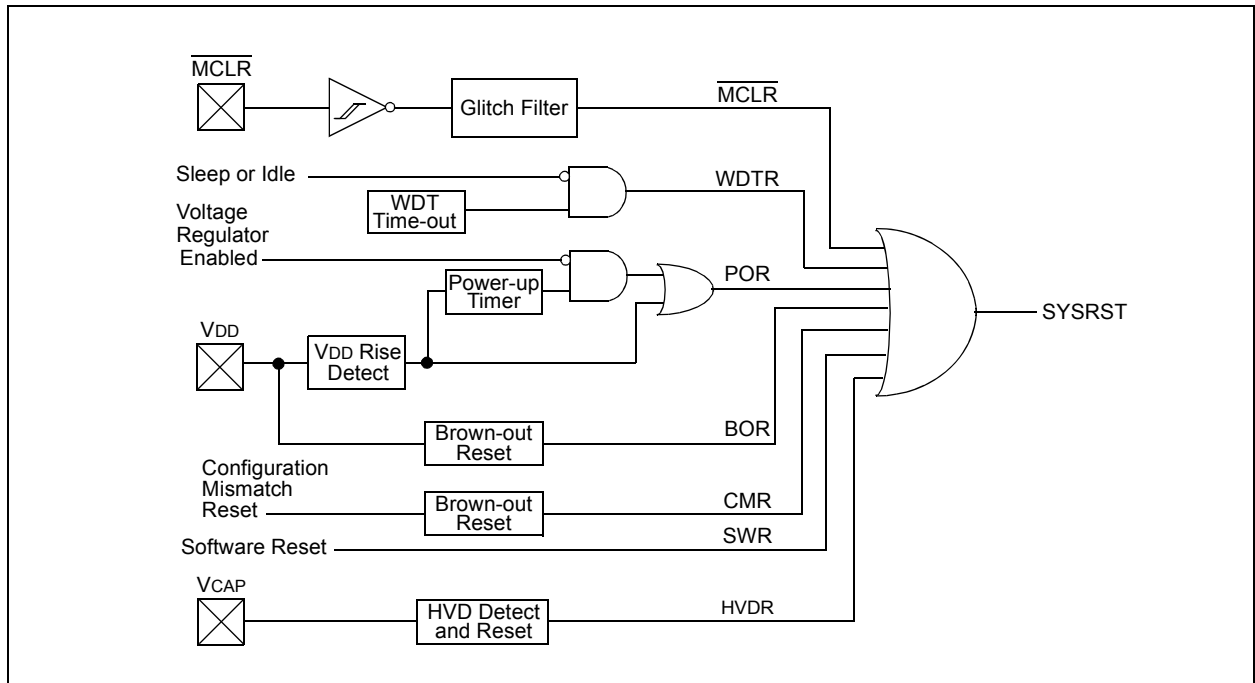 MCLR
Glitch Filter
MCLR
Sleep or Idle
WDT
Time-out
WDTR
Voltage
Regulator
Enabled
Power-up
Timer
POR
SYSRST
VDD
VDD Rise
Detect
Brown-out
Reset
BOR
Configuration
Mismatch
Reset
Brown-out
Reset
CMR
Software Reset
SWR
VCAP
HVD Detect
and Reset
HVDR